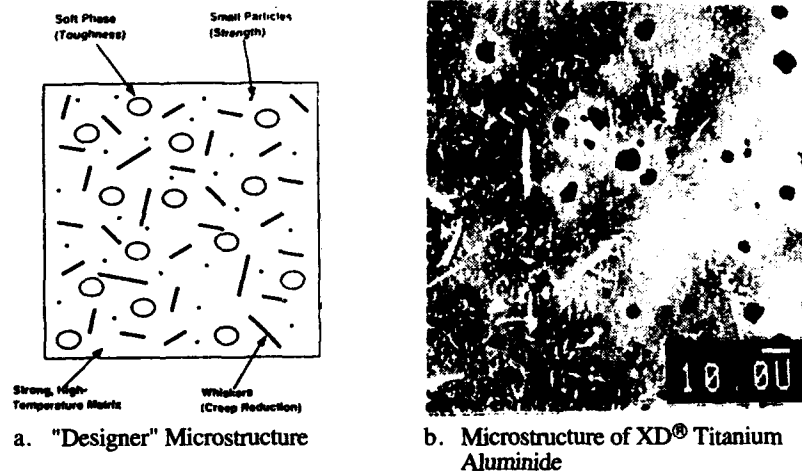 Soft Phase
(Toughness)
Small Particles
(Strength)
Strong, High-
Temperature Matrix
Whiskers
(Creep Reduction)
10.0U
a. "Designer" Microstructure
b. Microstructure of XD® Titanium
Aluminide